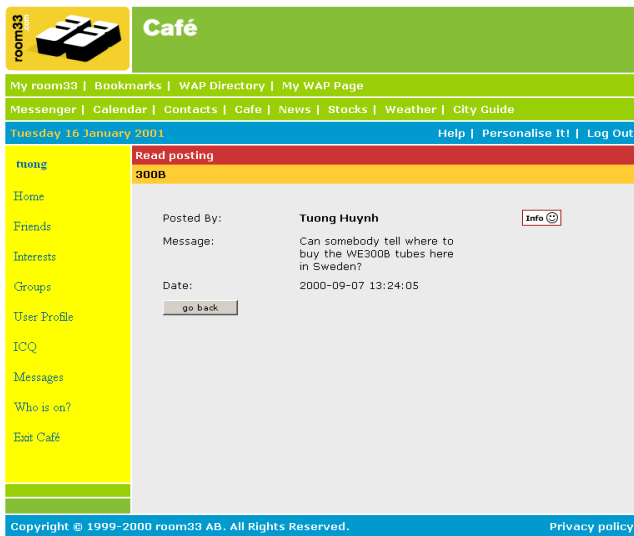 room33
.com
Café
My room33 | Bookmarks | WAP Directory | My WAP Page
Messenger | Calendar | Contacts | Cafe | News | Stocks | Weather | City Guide
Tuesday 16 January 2001
Help | Personalise It! | Log Out
tuong
Home
Friends
Interests
Groups
User Profile
ICQ
Messages
Who is on?
Exit Café
Read posting
300B
Posted By: Tuong Huynh Info
Message: Can somebody tell where to
buy the WE300B tubes here
in Sweden?
Date: 2000-09-07 13:24:05
go back
Copyright © 1999-2000 room33 AB. All Rights Reserved. Privacy policy